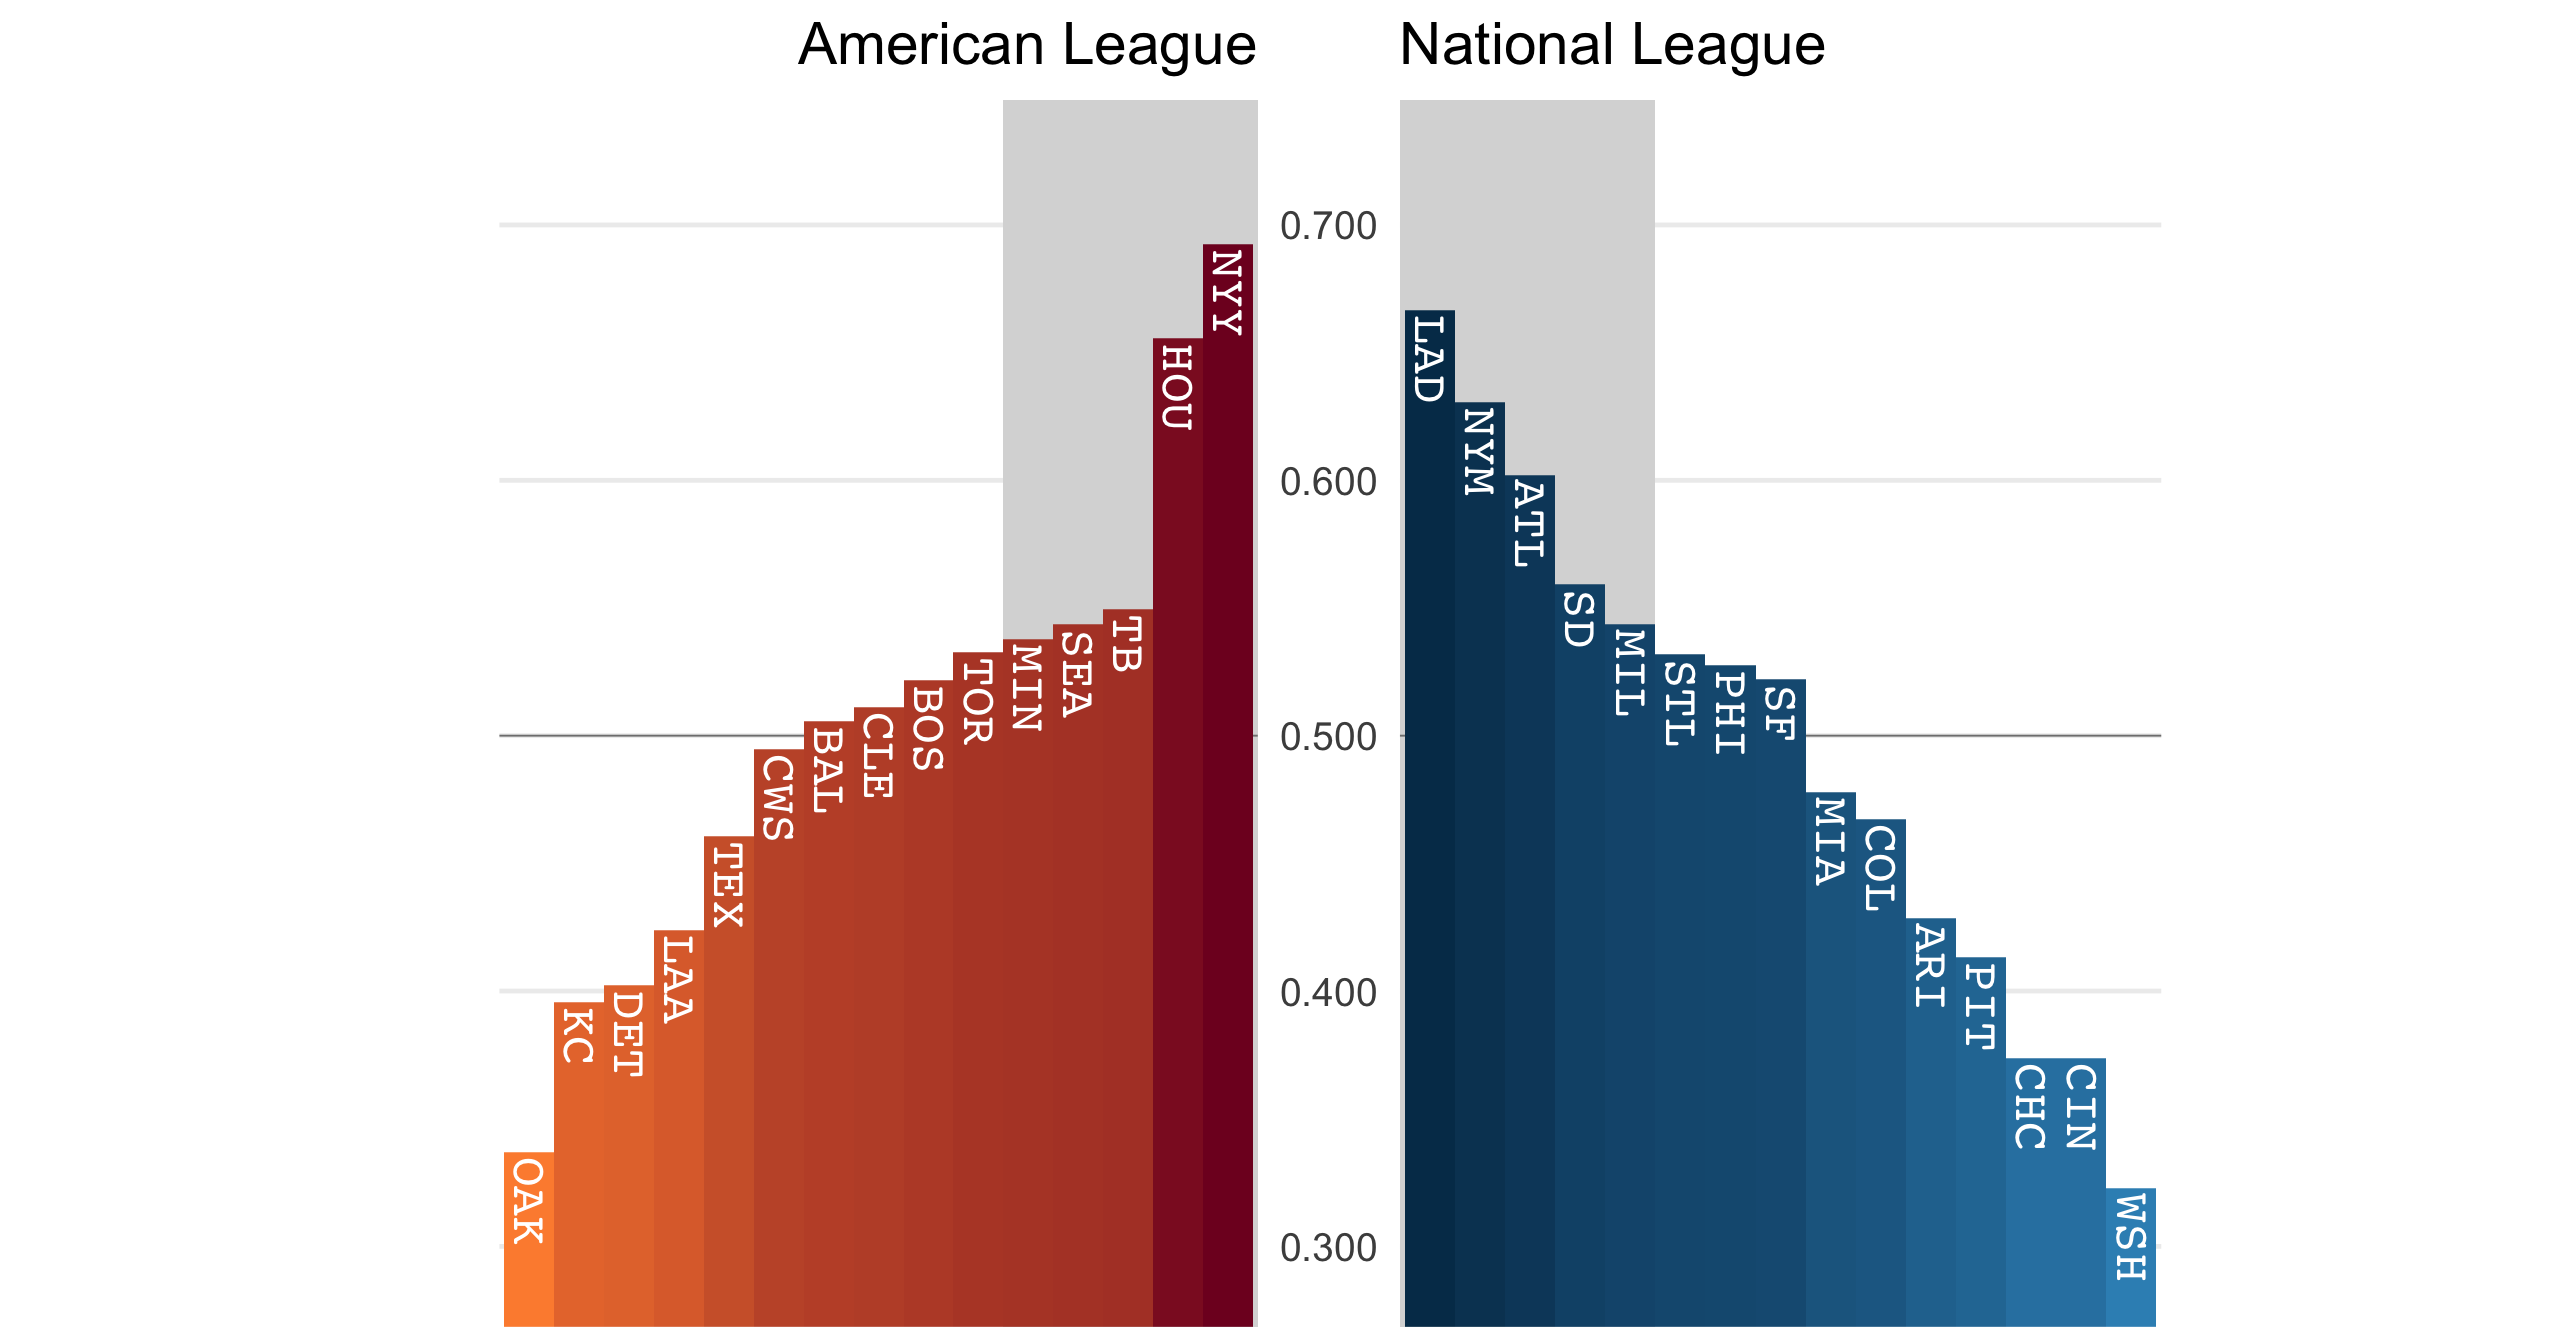 American League
National League
0.700
0.600
0.500
0.400
0.300
OAK
KC
DET
LAA
TEX
CWS
BAL
CLE
BOS
TOR
MIN
SEA
TB
HOU
NYY
LAD
NYM
ATL
SD
MIL
STL
PHI
SF
MIA
COL
ARI
PIT
CHC
CIN
WSH